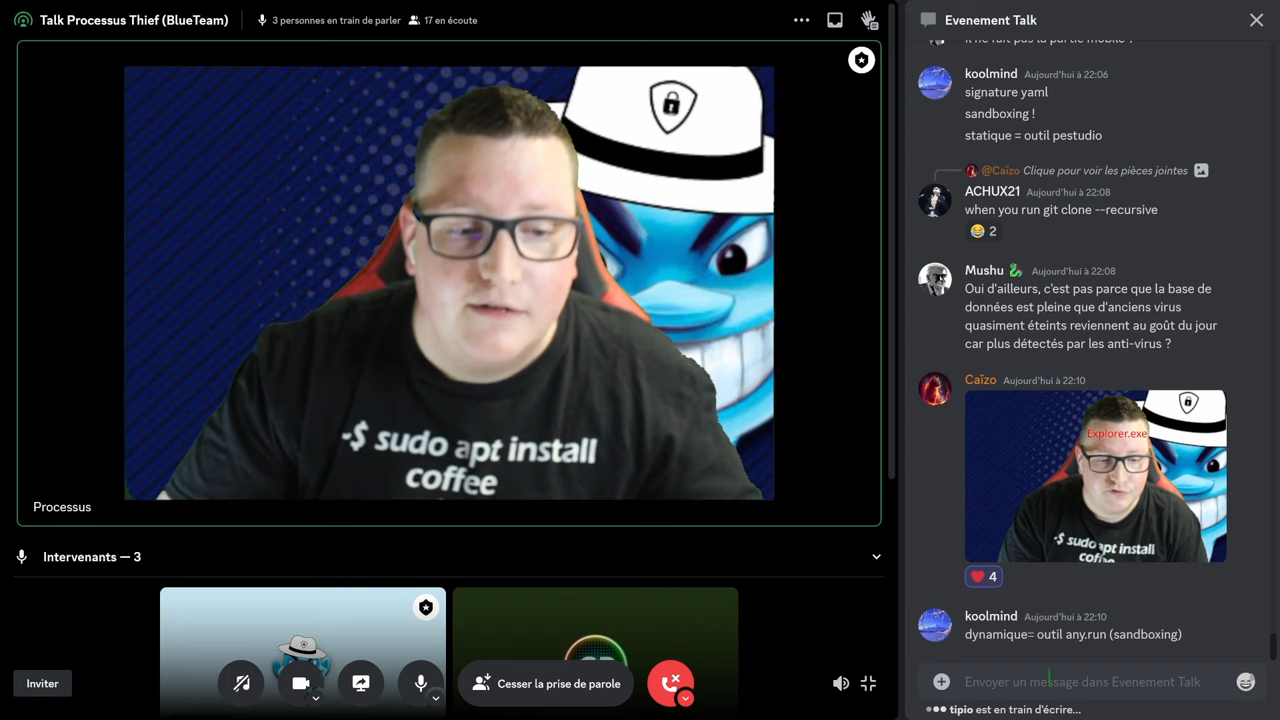 Talk Processus Thief (BlueTeam)
3 personnes en train de parler
17 en écoute
-$ sudo apt install
coffee
Processus
Intervenants — 3
Inviter
Cesser la prise de parole
Evenement Talk
koolmind Aujourd'hui à 22:06
signature yaml
sandboxing !
statique = outil pestudio
@Caïzo Clique pour voir les pièces jointes
ACHUX21 Aujourd'hui à 22:08
when you run git clone --recursive
😂 2
Mushu 🐉 Aujourd'hui à 22:08
Oui d'ailleurs, c'est pas parce que la base de
données est pleine que d'anciens virus
quasiment éteints reviennent au goût du jour
car plus détectés par les anti-virus ?
Caïzo Aujourd'hui à 22:10
Explorer.exe
-$ sudo apt install
coffee
❤️ 4
koolmind Aujourd'hui à 22:10
dynamique= outil any.run (sandboxing)
Envoyer un message dans Evenement Talk
tipio est en train d'écrire...